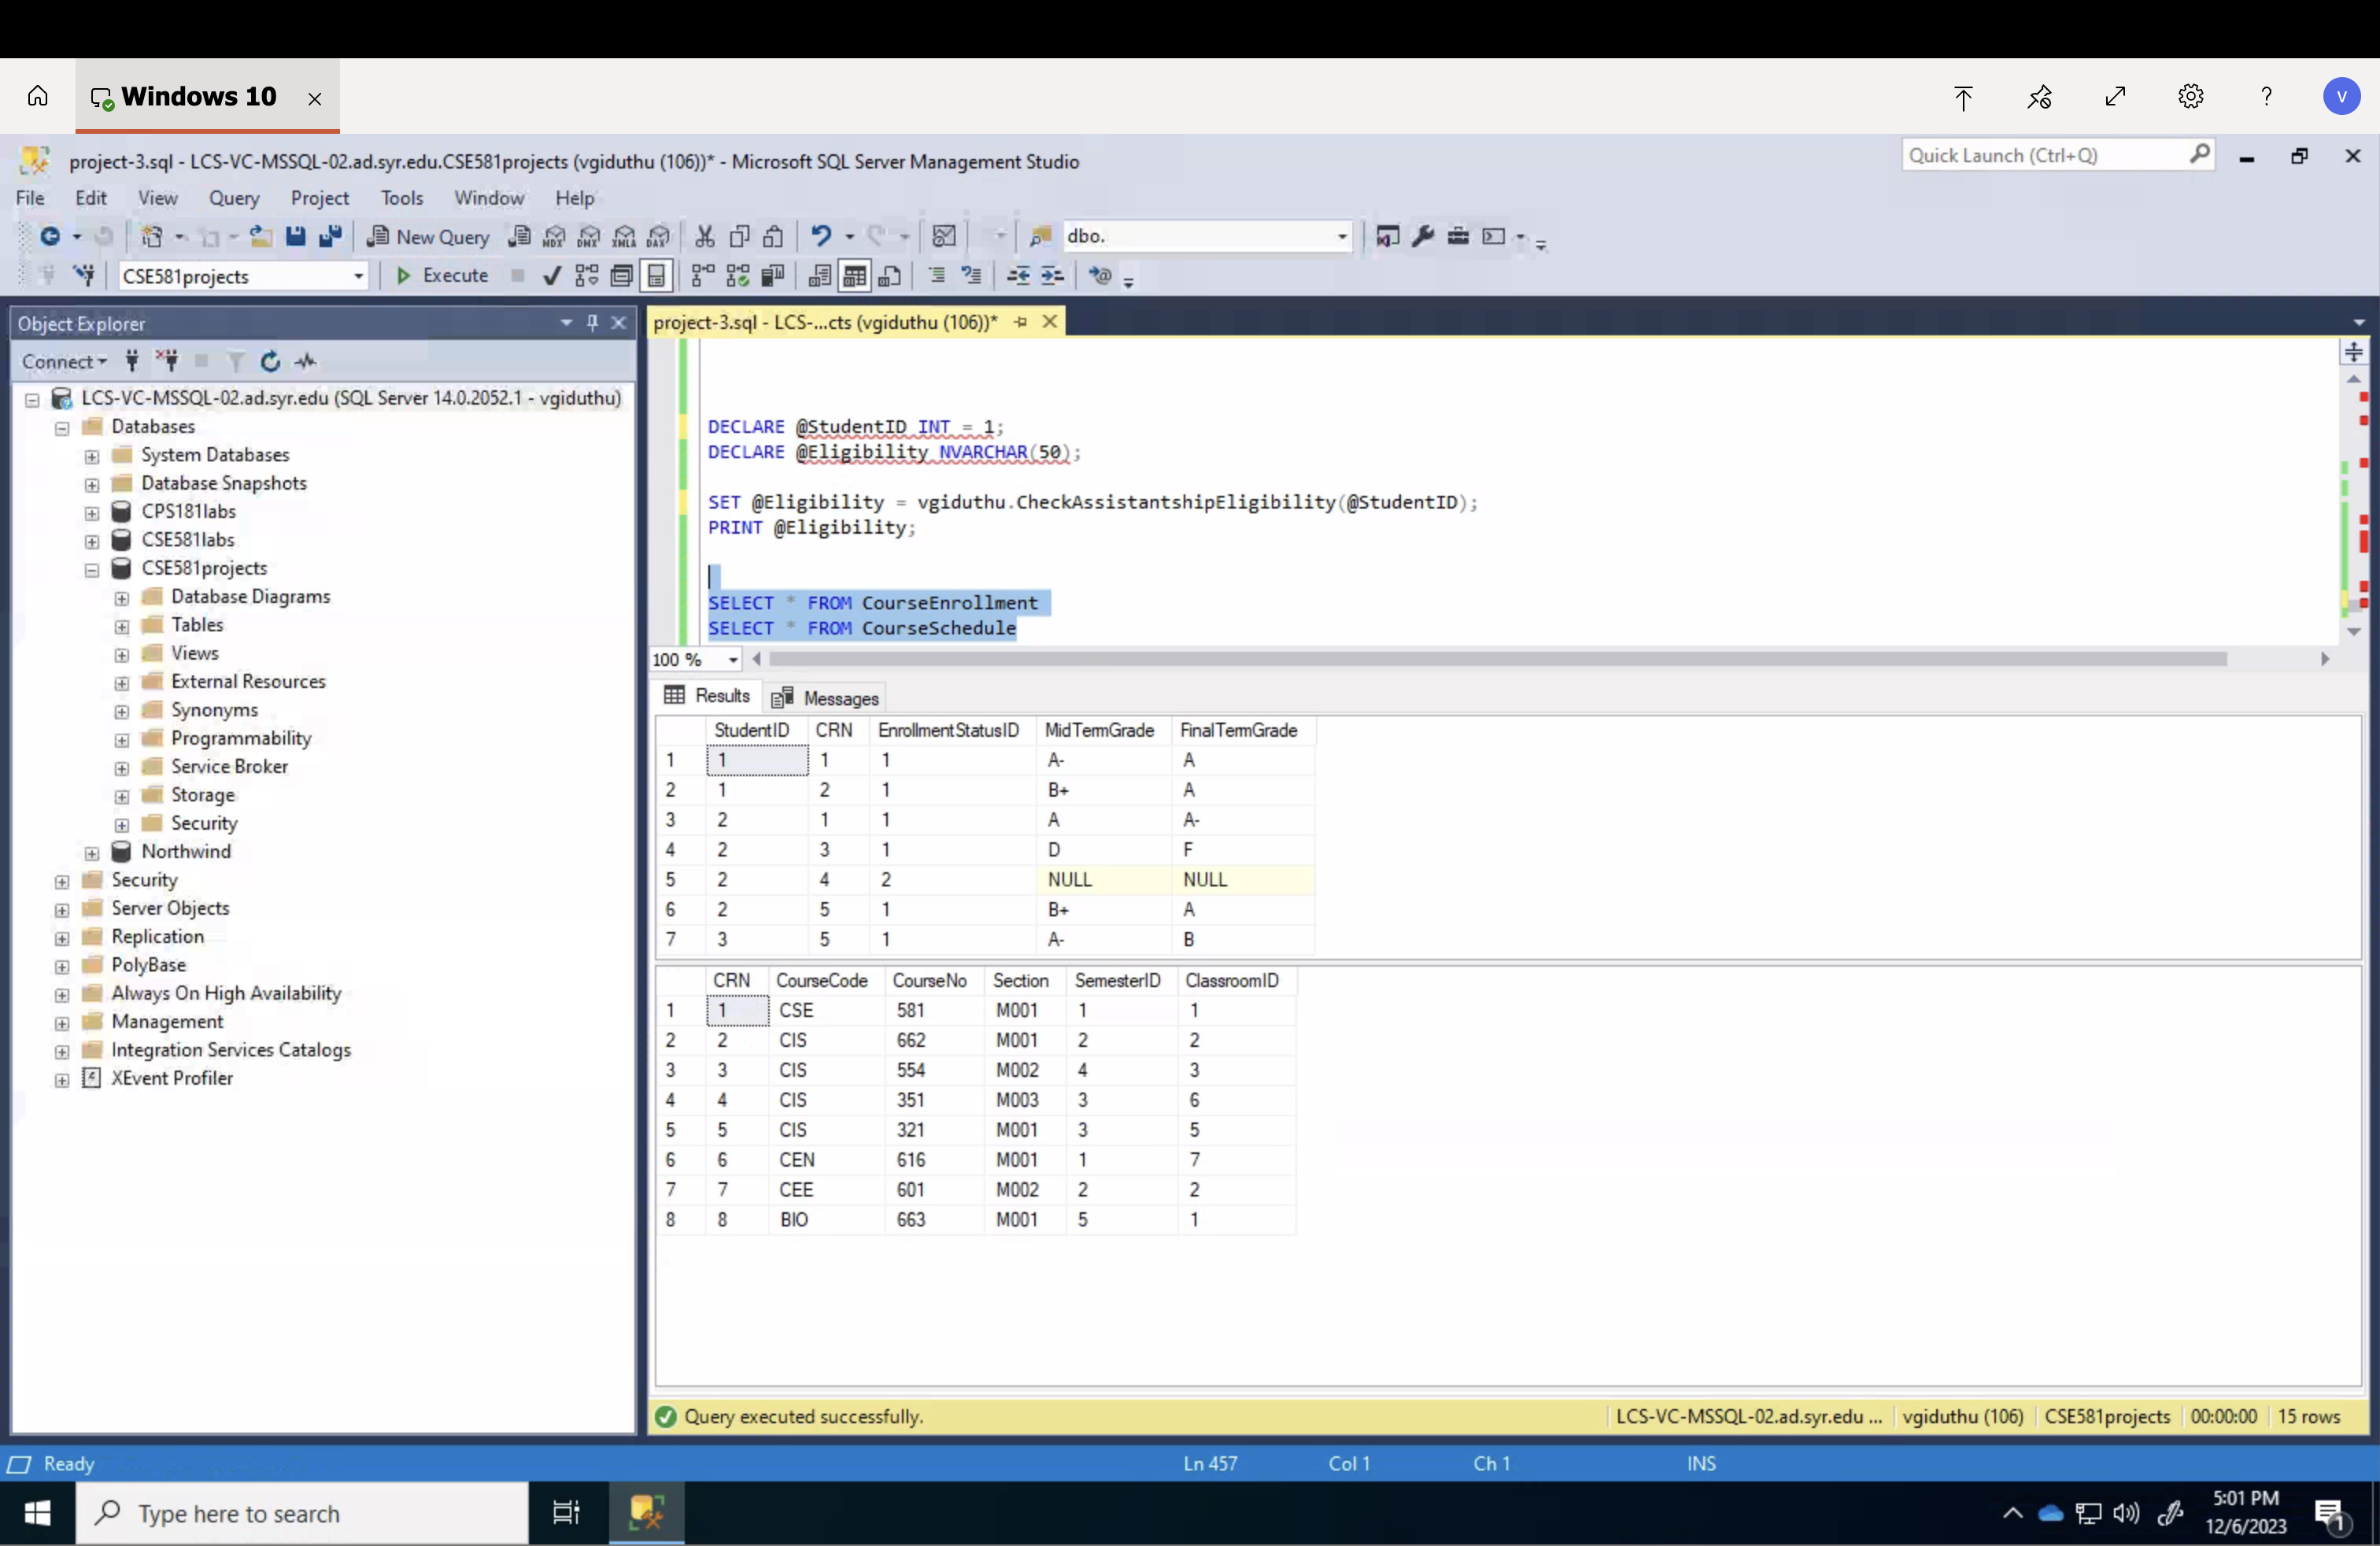 Windows 10
?
V
project-3.sql - LCS-VC-MSSQL-02.ad.syr.edu.CSE581projects (vgiduthu (106))* - Microsoft SQL Server Management Studio
Quick Launch (Ctrl+Q)
File Edit View Query Project Tools Window Help
New Query MDX DMX XMLA DAX dbo.
CSE581projects Execute
Object Explorer
project-3.sql - LCS-...cts (vgiduthu (106))*
Connect
LCS-VC-MSSQL-02.ad.syr.edu (SQL Server 14.0.2052.1 - vgiduthu)
Databases
System Databases
Database Snapshots
CPS181labs
CSE581labs
CSE581projects
Database Diagrams
Tables
Views
External Resources
Synonyms
Programmability
Service Broker
Storage
Security
Northwind
Security
Server Objects
Replication
PolyBase
Always On High Availability
Management
Integration Services Catalogs
XEvent Profiler
DECLARE @StudentID INT = 1;
DECLARE @Eligibility NVARCHAR(50);
SET @Eligibility = vgiduthu.CheckAssistantshipEligibility(@StudentID);
PRINT @Eligibility;
SELECT * FROM CourseEnrollment
SELECT * FROM CourseSchedule
100 %
Results Messages
StudentID CRN EnrollmentStatusID MidTermGrade FinalTermGrade
1 1 1 1 A- A
2 1 2 1 B+ A
3 2 1 1 A A-
4 2 3 1 D F
5 2 4 2 NULL NULL
6 2 5 1 B+ A
7 3 5 1 A- B
CRN CourseCode CourseNo Section SemesterID ClassroomID
1 1 CSE 581 M001 1 1
2 2 CIS 662 M001 2 2
3 3 CIS 554 M002 4 3
4 4 CIS 351 M003 3 6
5 5 CIS 321 M001 3 5
6 6 CEN 616 M001 1 7
7 7 CEE 601 M002 2 2
8 8 BIO 663 M001 5 1
Query executed successfully. LCS-VC-MSSQL-02.ad.syr.edu ... vgiduthu (106) CSE581projects 00:00:00 15 rows
Ready Ln 457 Col 1 Ch 1 INS
Type here to search
5:01 PM
12/6/2023
1